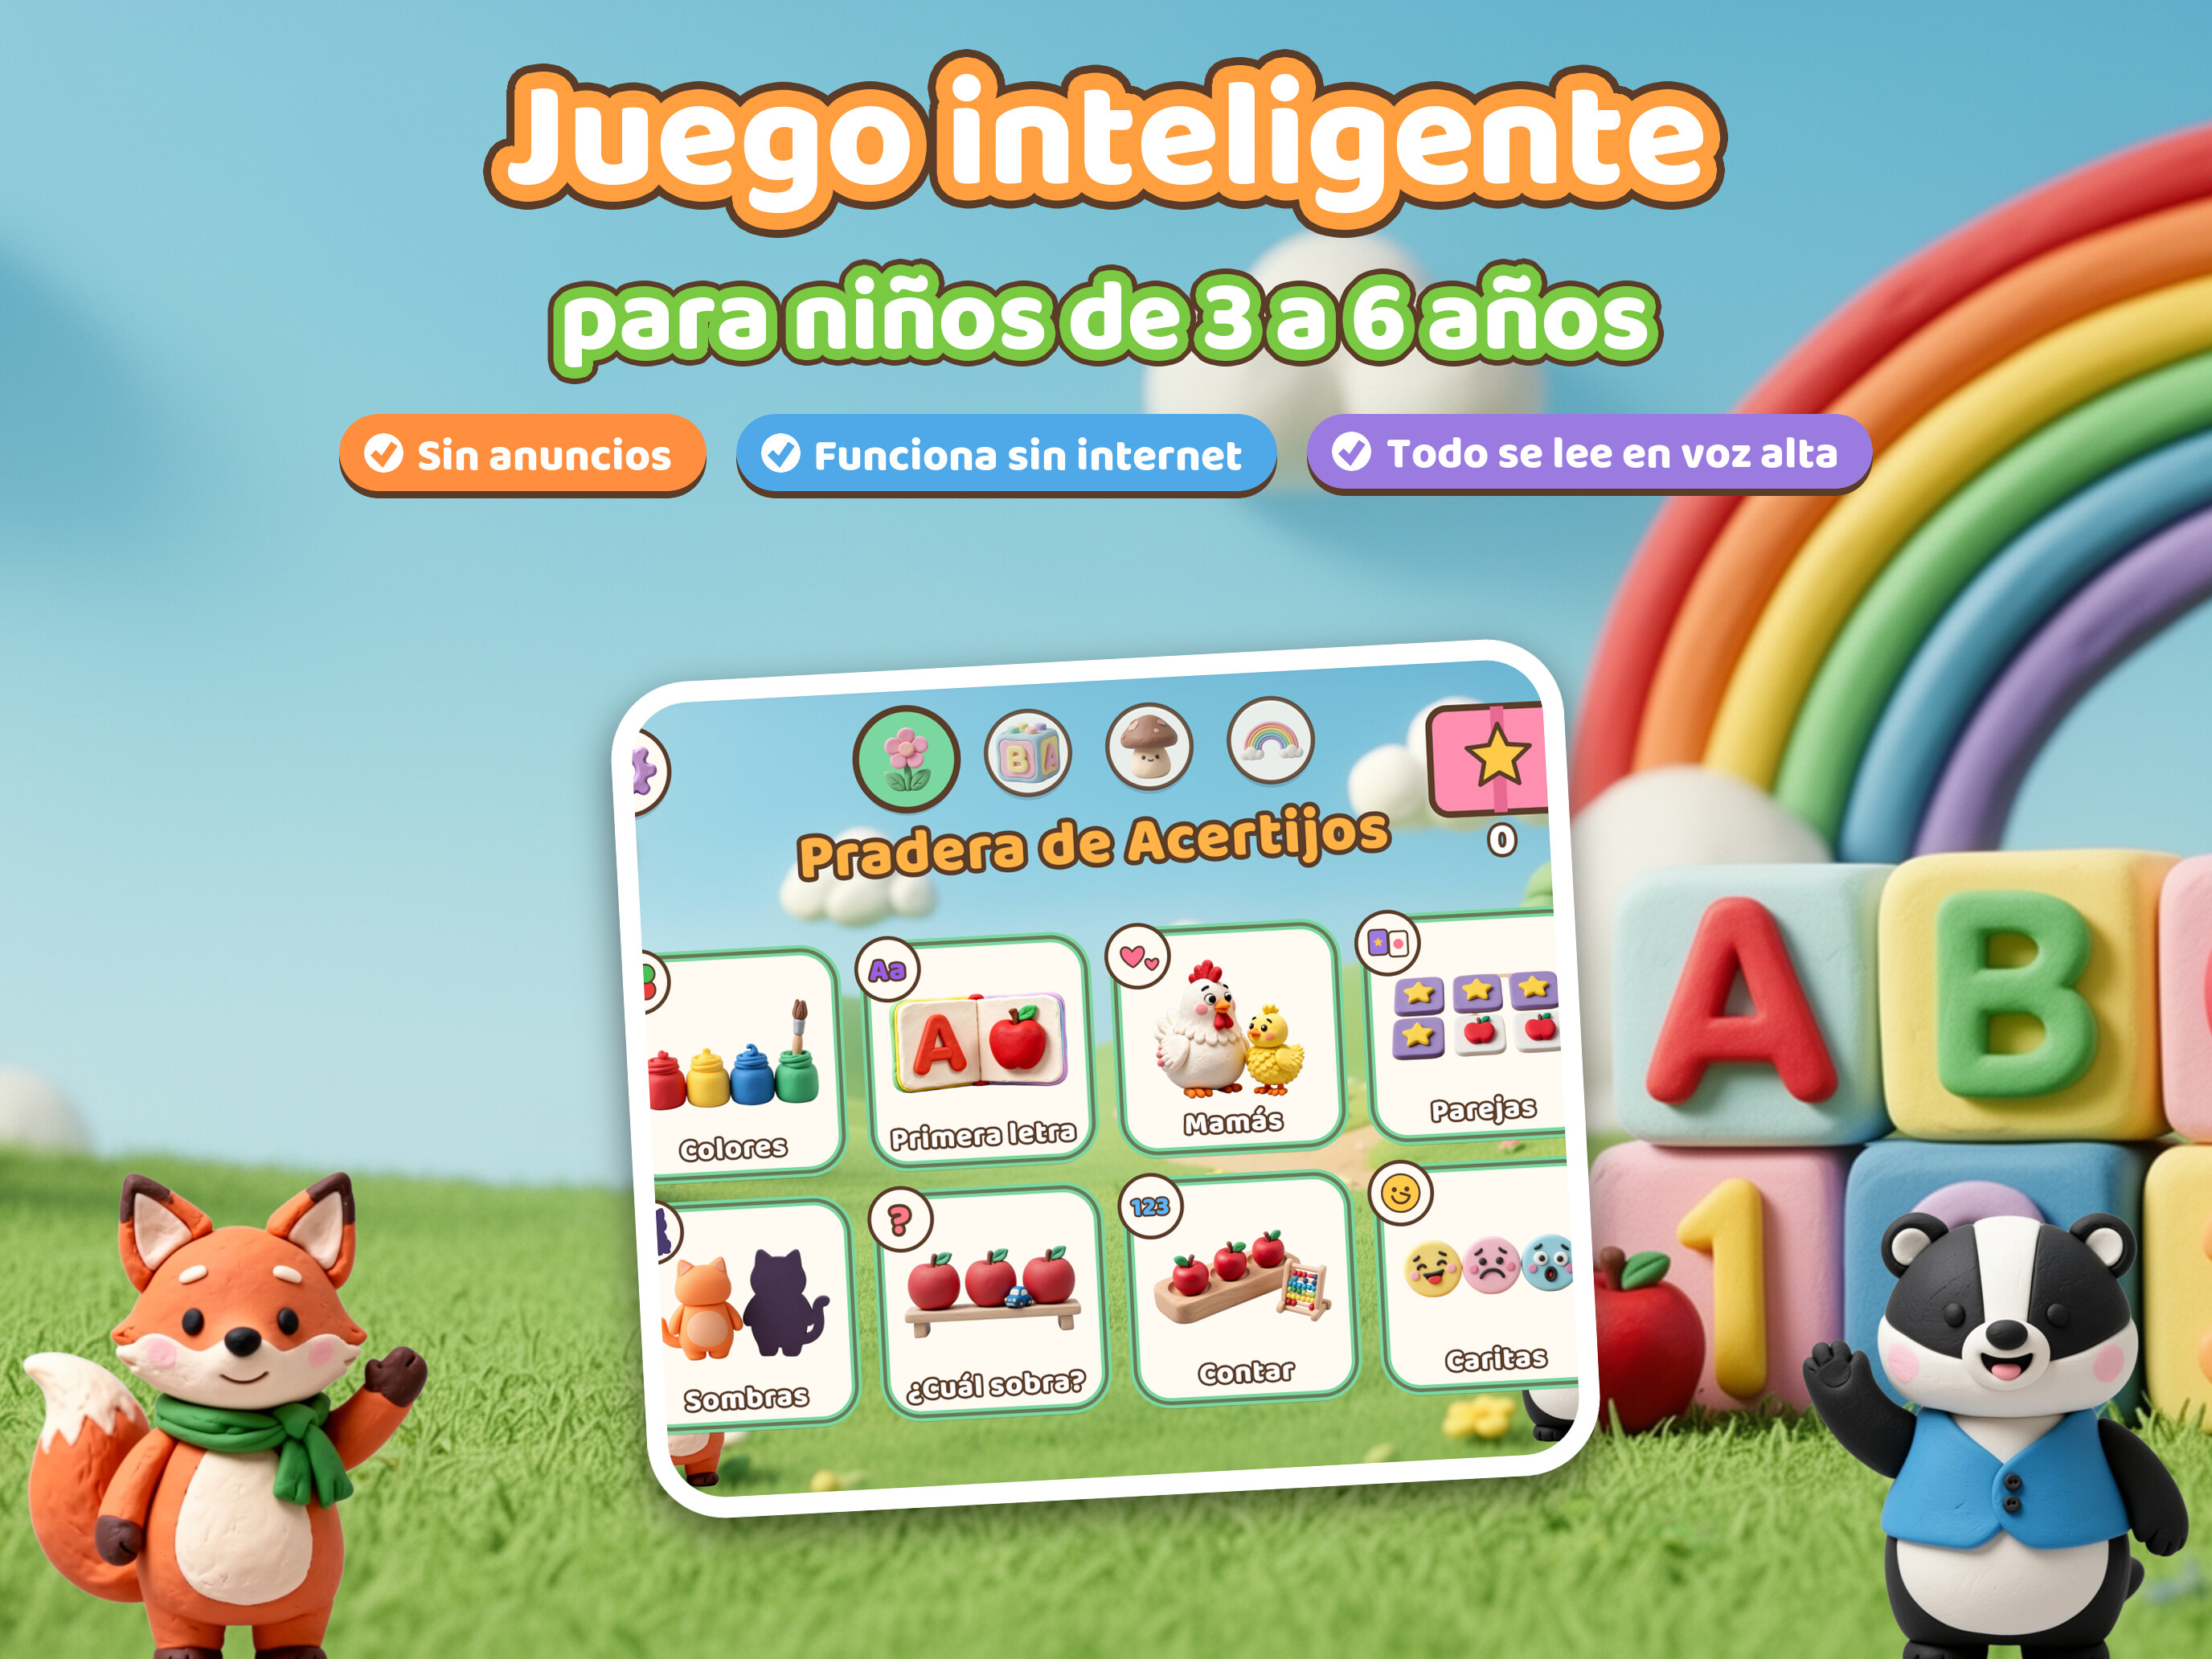 Juego inteligente
para niños de 3 a 6 años
Sin anuncios
Funciona sin internet
Todo se lee en voz alta
B A
0
Pradera de Acertijos
Aa
A
Colores
Primera letra
Mamás
Parejas
?
123
Sombras
¿Cuál sobra?
Contar
Caritas
A B
1